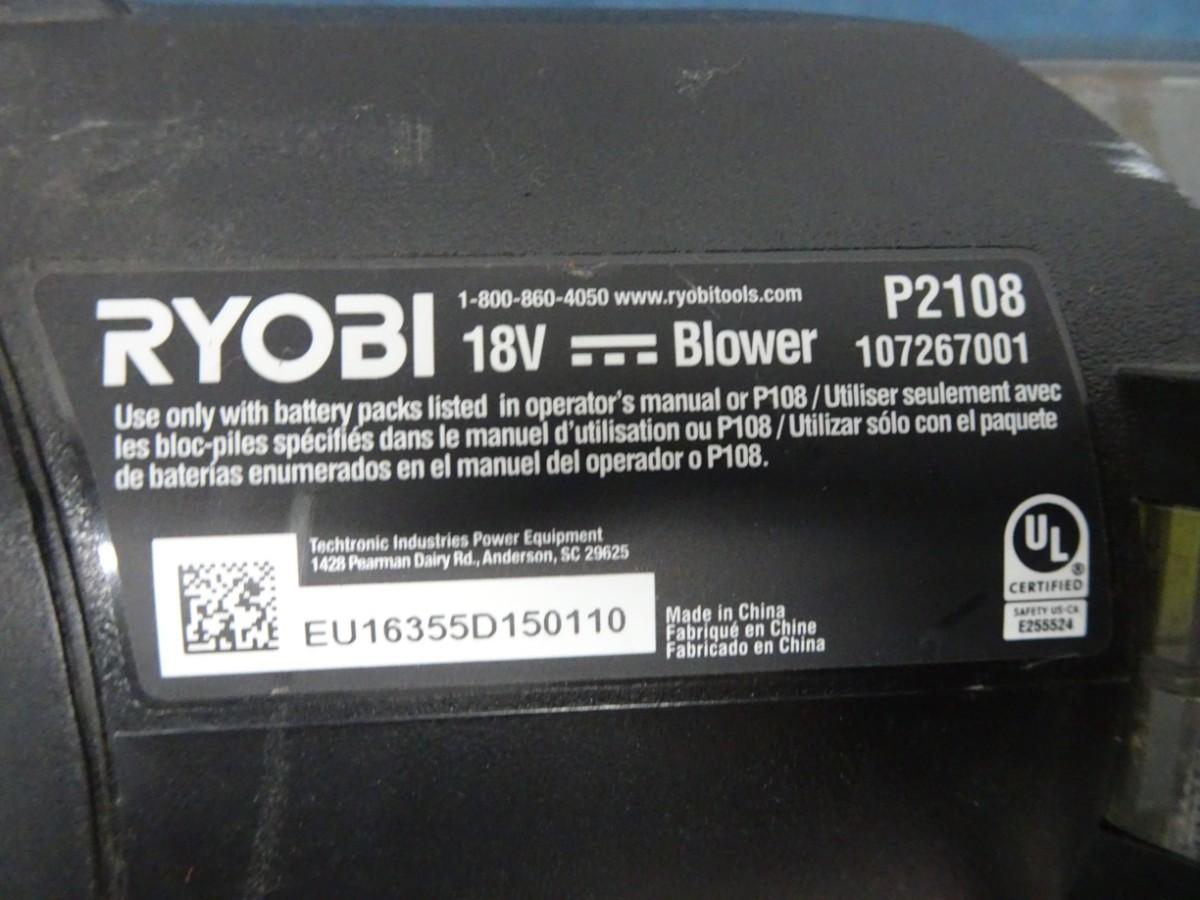 RYOBI
1-800-860-4050 www.ryobitools.com
P2108
18V Blower
107267001
Use only with battery packs listed in operator's manual or P108 / Utiliser seulement avec
les bloc-piles spécifiés dans le manuel d'utilisation ou P108 / Utilizar sólo con el paquete
de baterías enumerados en el manuel del operador o P108.
Techtronic Industries Power Equipment
1428 Pearman Dairy Rd., Anderson, SC 29625
EU16355D150110
Made in China
Fabriqué en Chine
Fabricado en China
UL
®
CERTIFIED
SAFETY US-CA
E255524